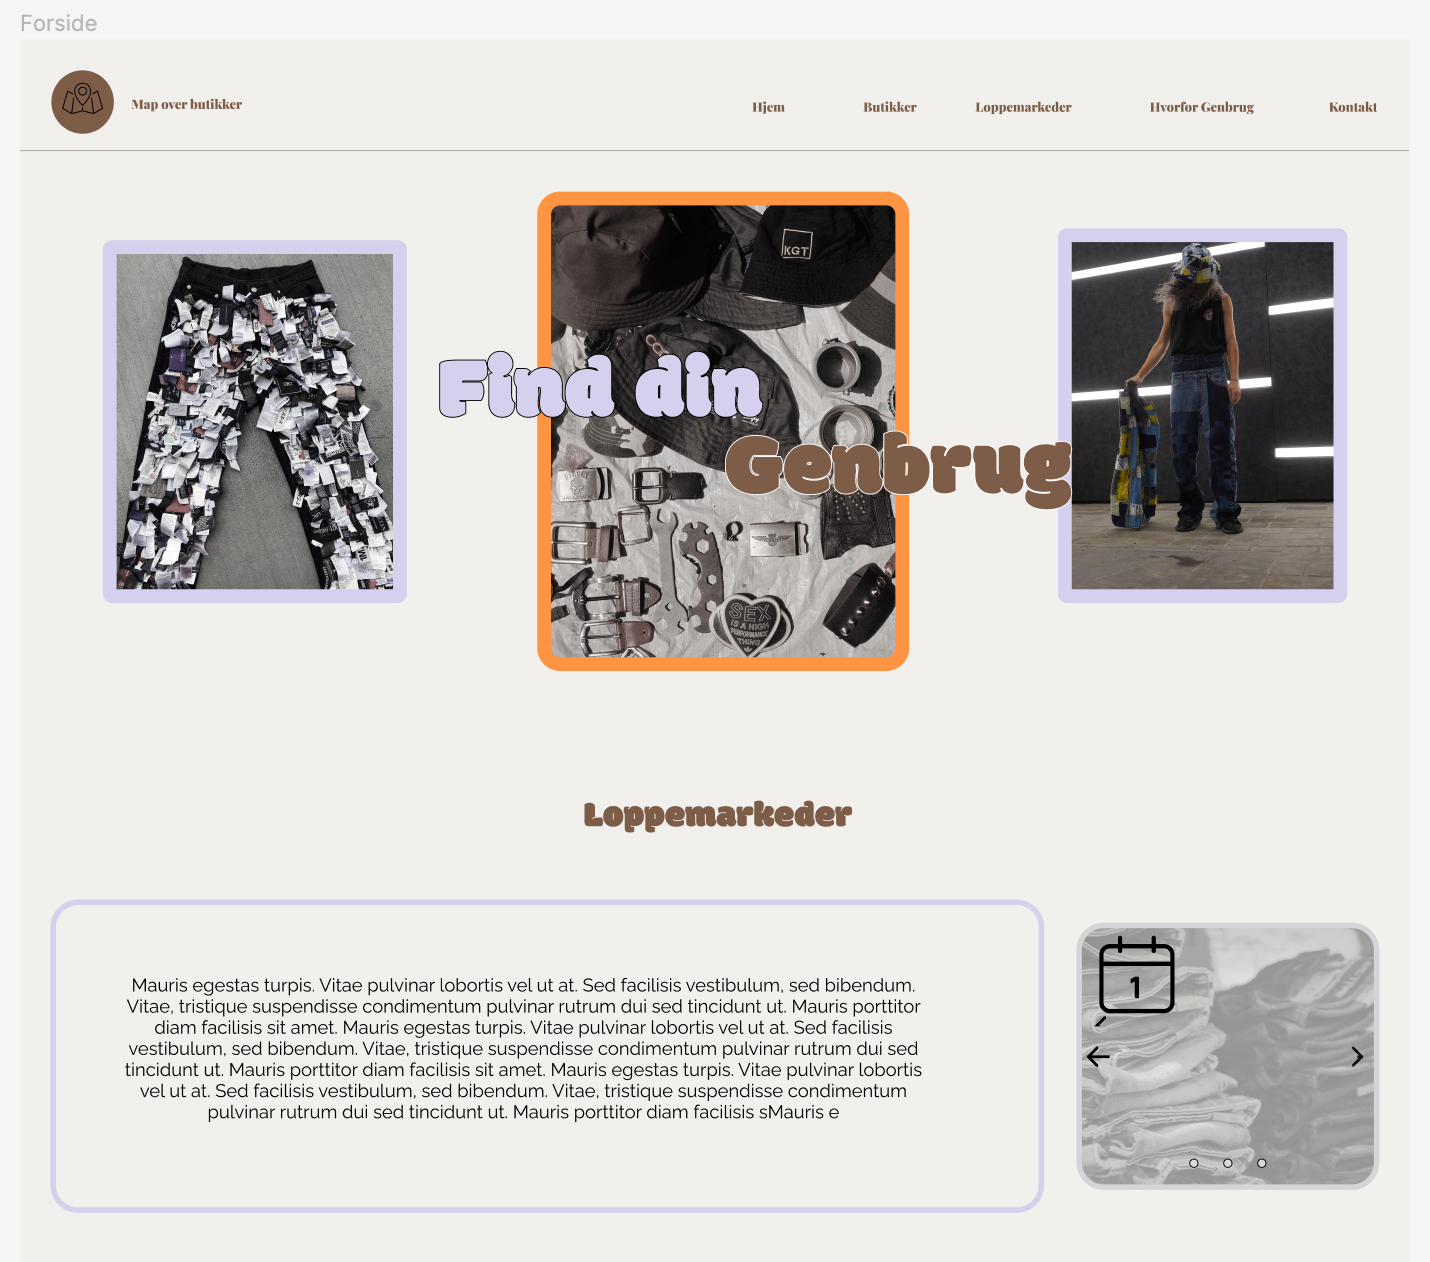 Forside
Map over butikker
Hjem
Butikker
Loppemarkeder
Hvorfor Genbrug
Kontakt
KGT
Find din
Genbrug
SEX
IS A HIGH
PERFORMANCE
THING
Loppemarkeder
Mauris egestas turpis. Vitae pulvinar lobortis vel ut at. Sed facilisis vestibulum, sed bibendum.
Vitae, tristique suspendisse condimentum pulvinar rutrum dui sed tincidunt ut. Mauris porttitor
diam facilisis sit amet. Mauris egestas turpis. Vitae pulvinar lobortis vel ut at. Sed facilisis
vestibulum, sed bibendum. Vitae, tristique suspendisse condimentum pulvinar rutrum dui sed
tincidunt ut. Mauris porttitor diam facilisis sit amet. Mauris egestas turpis. Vitae pulvinar lobortis
vel ut at. Sed facilisis vestibulum, sed bibendum. Vitae, tristique suspendisse condimentum
pulvinar rutrum dui sed tincidunt ut. Mauris porttitor diam facilisis sMauris e
1